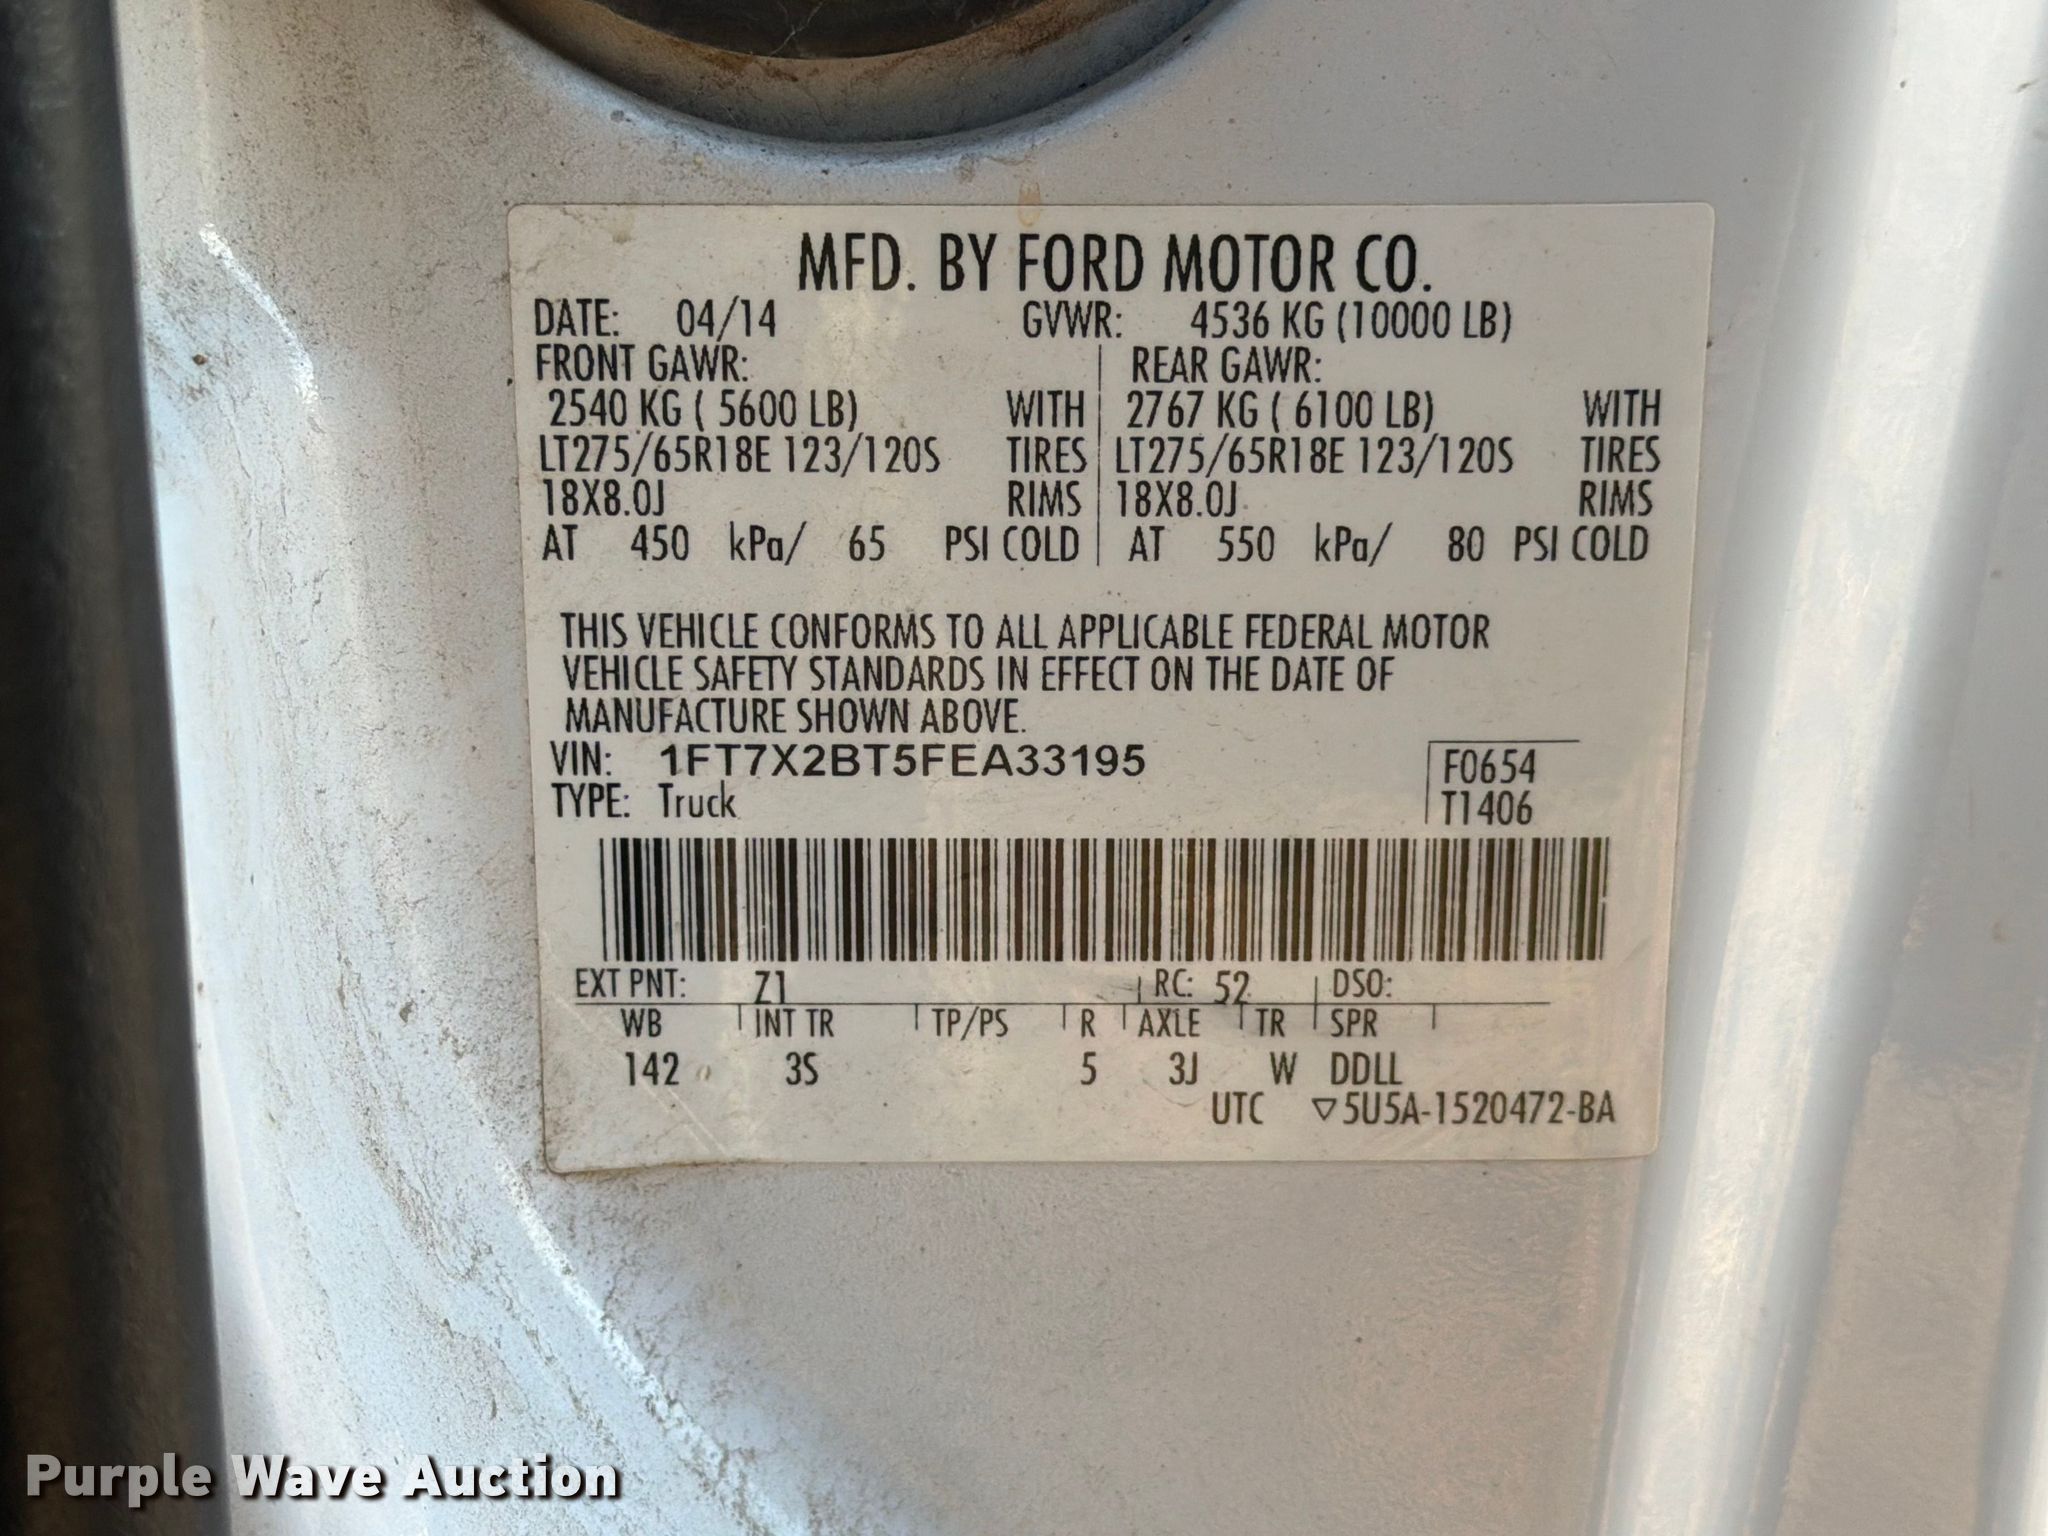 MFD. BY FORD MOTOR CO.
DATE: 04/14 GVWR: 4536 KG (10000 LB)
FRONT GAWR: REAR GAWR:
2540 KG ( 5600 LB) WITH 2767 KG ( 6100 LB) WITH
LT275/65R18E 123/120S TIRES LT275/65R18E 123/120S TIRES
18X8.0J RIMS 18X8.0J RIMS
AT 450 kPa/ 65 PSI COLD AT 550 kPa/ 80 PSI COLD
THIS VEHICLE CONFORMS TO ALL APPLICABLE FEDERAL MOTOR
VEHICLE SAFETY STANDARDS IN EFFECT ON THE DATE OF
MANUFACTURE SHOWN ABOVE.
VIN: 1FT7X2BT5FEA33195 F0654
TYPE: Truck T1406
EXT PNT: Z1 RC: 52 DSO:
WB INT TR TP/PS R AXLE TR SPR
142 3S 5 3J W DDLL
UTC ▽5U5A-1520472-BA
Purple Wave Auction